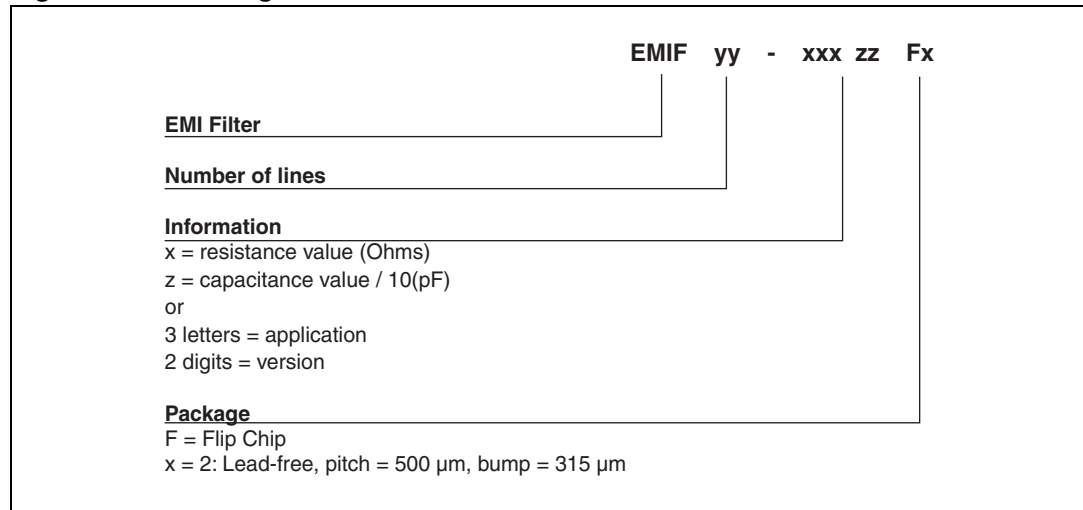 EMIF yy - xxx zz Fx
EMI Filter
Number of lines
Information
x = resistance value (Ohms)
z = capacitance value / 10(pF)
or
3 letters = application
2 digits = version
Package
F = Flip Chip
x = 2: Lead-free, pitch = 500 µm, bump = 315 µm